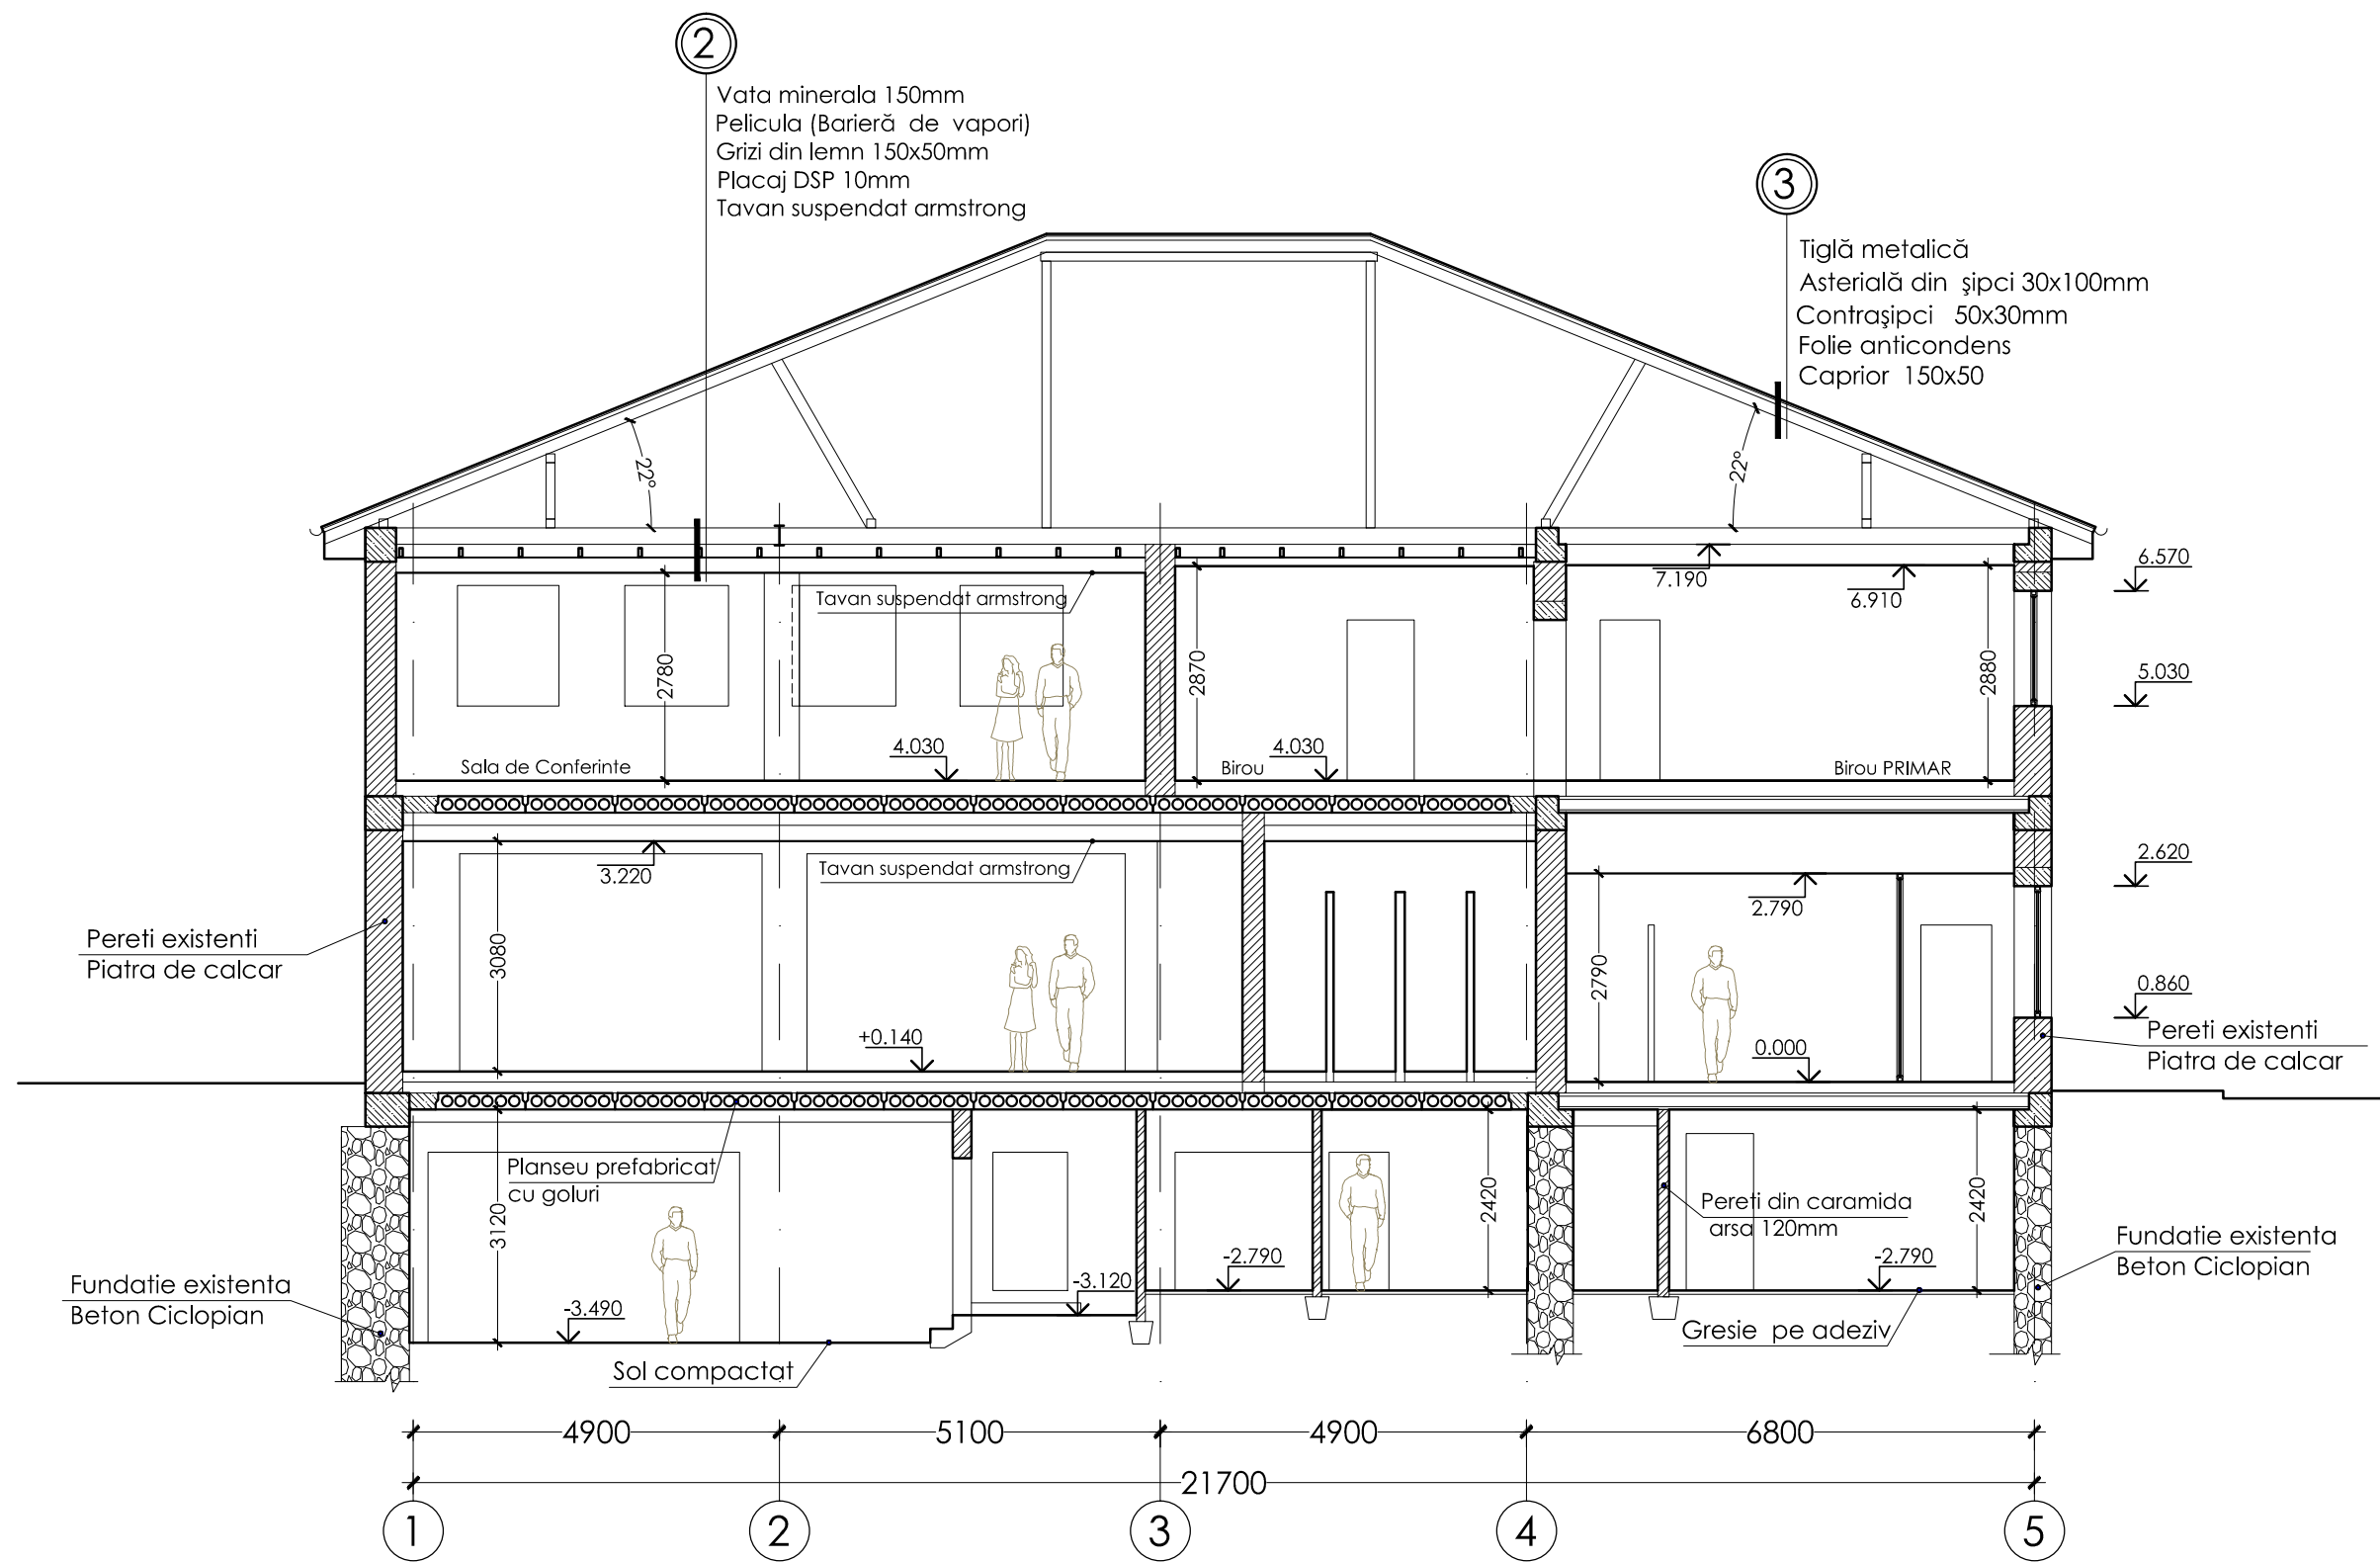 2
Vata minerala 150mm
Pelicula (Barieră de vapori)
Grizi din lemn 150x50mm
Placaj DSP 10mm
Tavan suspendat armstrong
3
Tiglă metalică
Asterială din şipci 30x100mm
Contraşipci 50x30mm
Folie anticondens
Caprior 150x50
22°
22°
6.570
7.190
6.910
Tavan suspendat armstrong
2780
2870
2880
5.030
4.030
4.030
Sala de Conferinte
Birou
Birou PRIMAR
2.620
3.220
Tavan suspendat armstrong
2.790
Pereti existenti
Piatra de calcar
3080
2790
0.860
+0.140
0.000
Pereti existenti
Piatra de calcar
Planseu prefabricat
cu goluri
3120
2420
2420
Pereti din caramida
arsa 120mm
Fundatie existenta
Beton Ciclopian
-2.790
-2.790
-3.120
Fundatie existenta
Beton Ciclopian
-3.490
Gresie pe adeziv
Sol compactat
4900
5100
4900
6800
21700
1
2
3
4
5